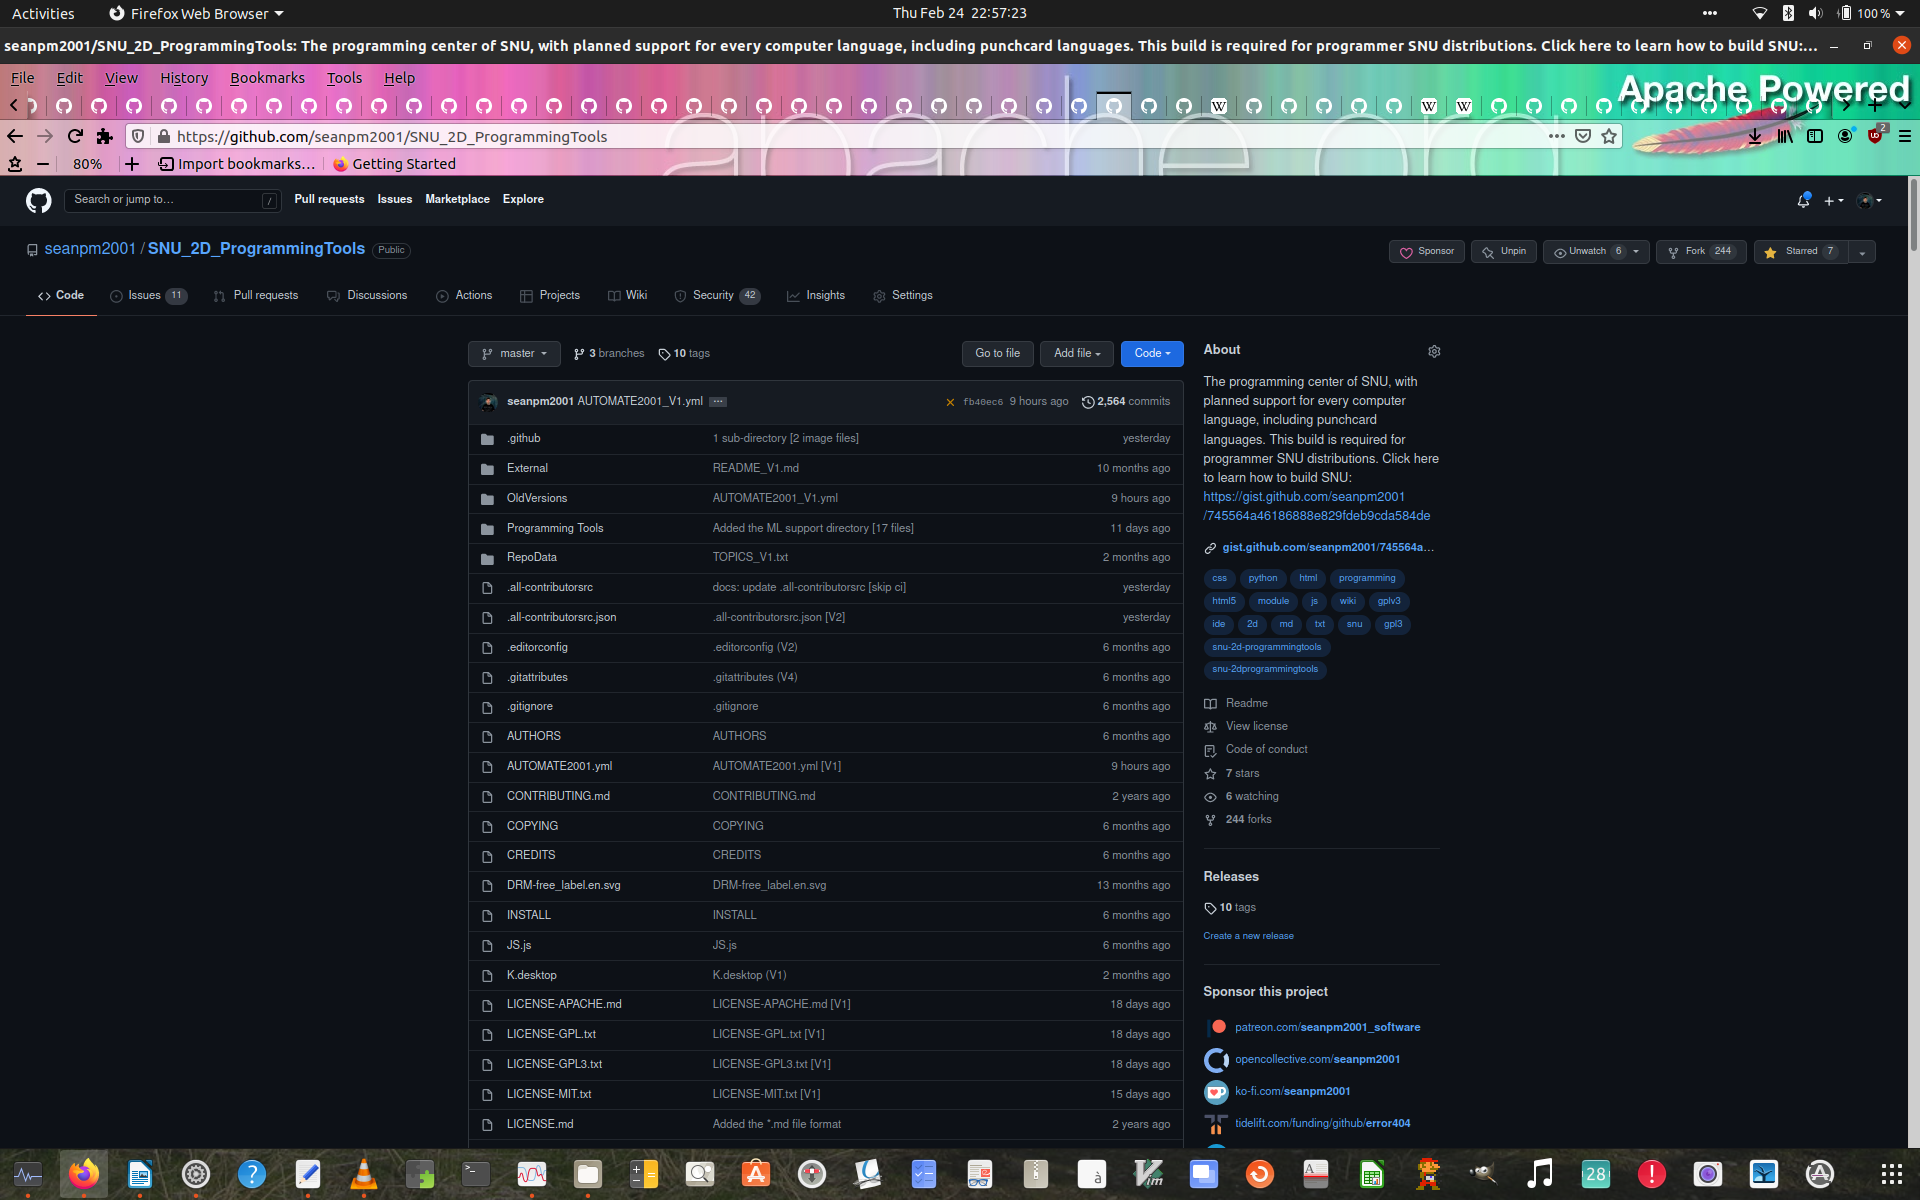 Activities
Firefox Web Browser
Thu Feb 24 22:57:23
100 %
seanpm2001/SNU_2D_ProgrammingTools: The programming center of SNU, with planned support for every computer language, including punchcard languages. This build is required for programmer SNU distributions. Click here to learn how to build SNU:...
File Edit View History Bookmarks Tools Help
Apache Powered
https://github.com/seanpm2001/SNU_2D_ProgrammingTools
2
80%
Import bookmarks...
Getting Started
apache.org
Search or jump to...
/
Pull requests
Issues
Marketplace
Explore
seanpm2001 / SNU_2D_ProgrammingTools
Public
Sponsor
Unpin
Unwatch 6
Fork 244
Starred 7
Code
Issues 11
Pull requests
Discussions
Actions
Projects
Wiki
Security 42
Insights
Settings
master
3 branches
10 tags
Go to file
Add file
Code
seanpm2001 AUTOMATE2001_V1.yml
fb40ec6 9 hours ago
2,564 commits
.github 1 sub-directory [2 image files] yesterday
External README_V1.md 10 months ago
OldVersions AUTOMATE2001_V1.yml 9 hours ago
Programming Tools Added the ML support directory [17 files] 11 days ago
RepoData TOPICS_V1.txt 2 months ago
.all-contributorsrc docs: update .all-contributorsrc [skip ci] yesterday
.all-contributorsrc.json .all-contributorsrc.json [V2] yesterday
.editorconfig .editorconfig (V2) 6 months ago
.gitattributes .gitattributes (V4) 6 months ago
.gitignore .gitignore 6 months ago
AUTHORS AUTHORS 6 months ago
AUTOMATE2001.yml AUTOMATE2001.yml [V1] 9 hours ago
CONTRIBUTING.md CONTRIBUTING.md 2 years ago
COPYING COPYING 6 months ago
CREDITS CREDITS 6 months ago
DRM-free_label.en.svg DRM-free_label.en.svg 13 months ago
INSTALL INSTALL 6 months ago
JS.js JS.js 6 months ago
K.desktop K.desktop (V1) 2 months ago
LICENSE-APACHE.md LICENSE-APACHE.md [V1] 18 days ago
LICENSE-GPL.txt LICENSE-GPL.txt [V1] 18 days ago
LICENSE-GPL3.txt LICENSE-GPL3.txt [V1] 18 days ago
LICENSE-MIT.txt LICENSE-MIT.txt [V1] 15 days ago
LICENSE.md Added the *.md file format 2 years ago
About
The programming center of SNU, with
planned support for every computer
language, including punchcard
languages. This build is required for
programmer SNU distributions. Click here
to learn how to build SNU:
https://gist.github.com/seanpm2001
/745564a46186888e829fdeb9cda584de
gist.github.com/seanpm2001/745564a...
css python html programming
html5 module js wiki gplv3
ide 2d md txt snu gpl3
snu-2d-programmingtools
snu-2dprogrammingtools
Readme
View license
Code of conduct
7 stars
6 watching
244 forks
Releases
10 tags
Create a new release
Sponsor this project
patreon.com/seanpm2001_software
opencollective.com/seanpm2001
ko-fi.com/seanpm2001
tidelift.com/funding/github/error404
28